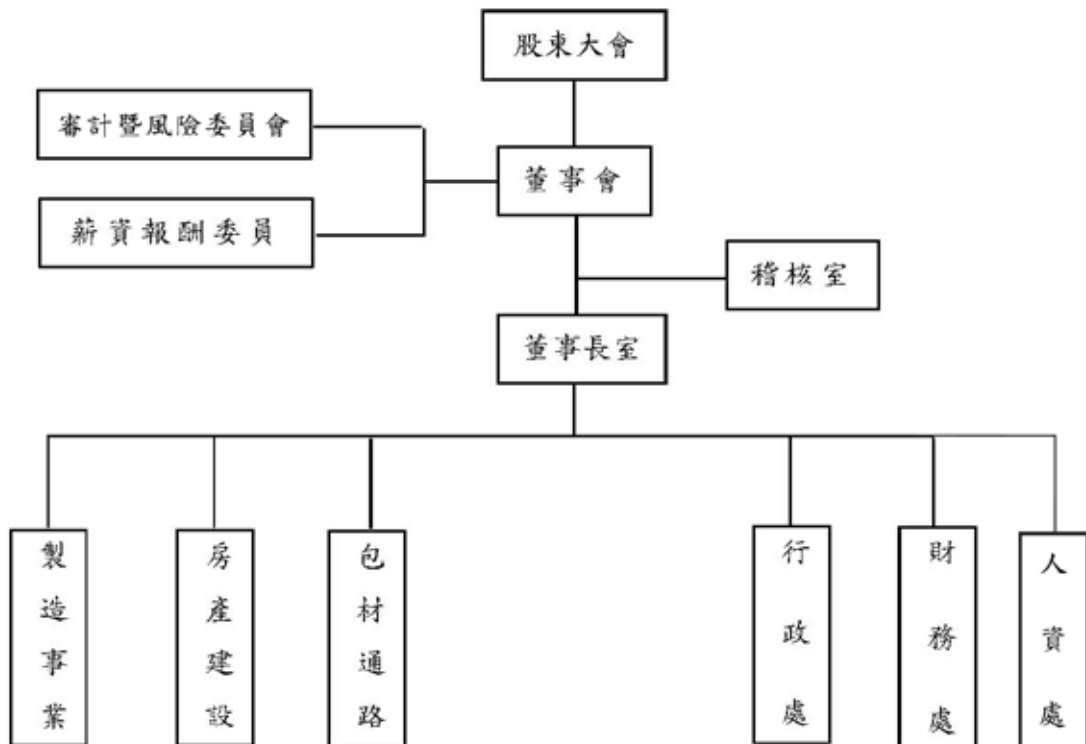 股東大會
審計暨風險委員會
董事會
薪資報酬委員
稽核室
董事長室
製造事業
房產建設
包材通路
行政處
財務處
人資處